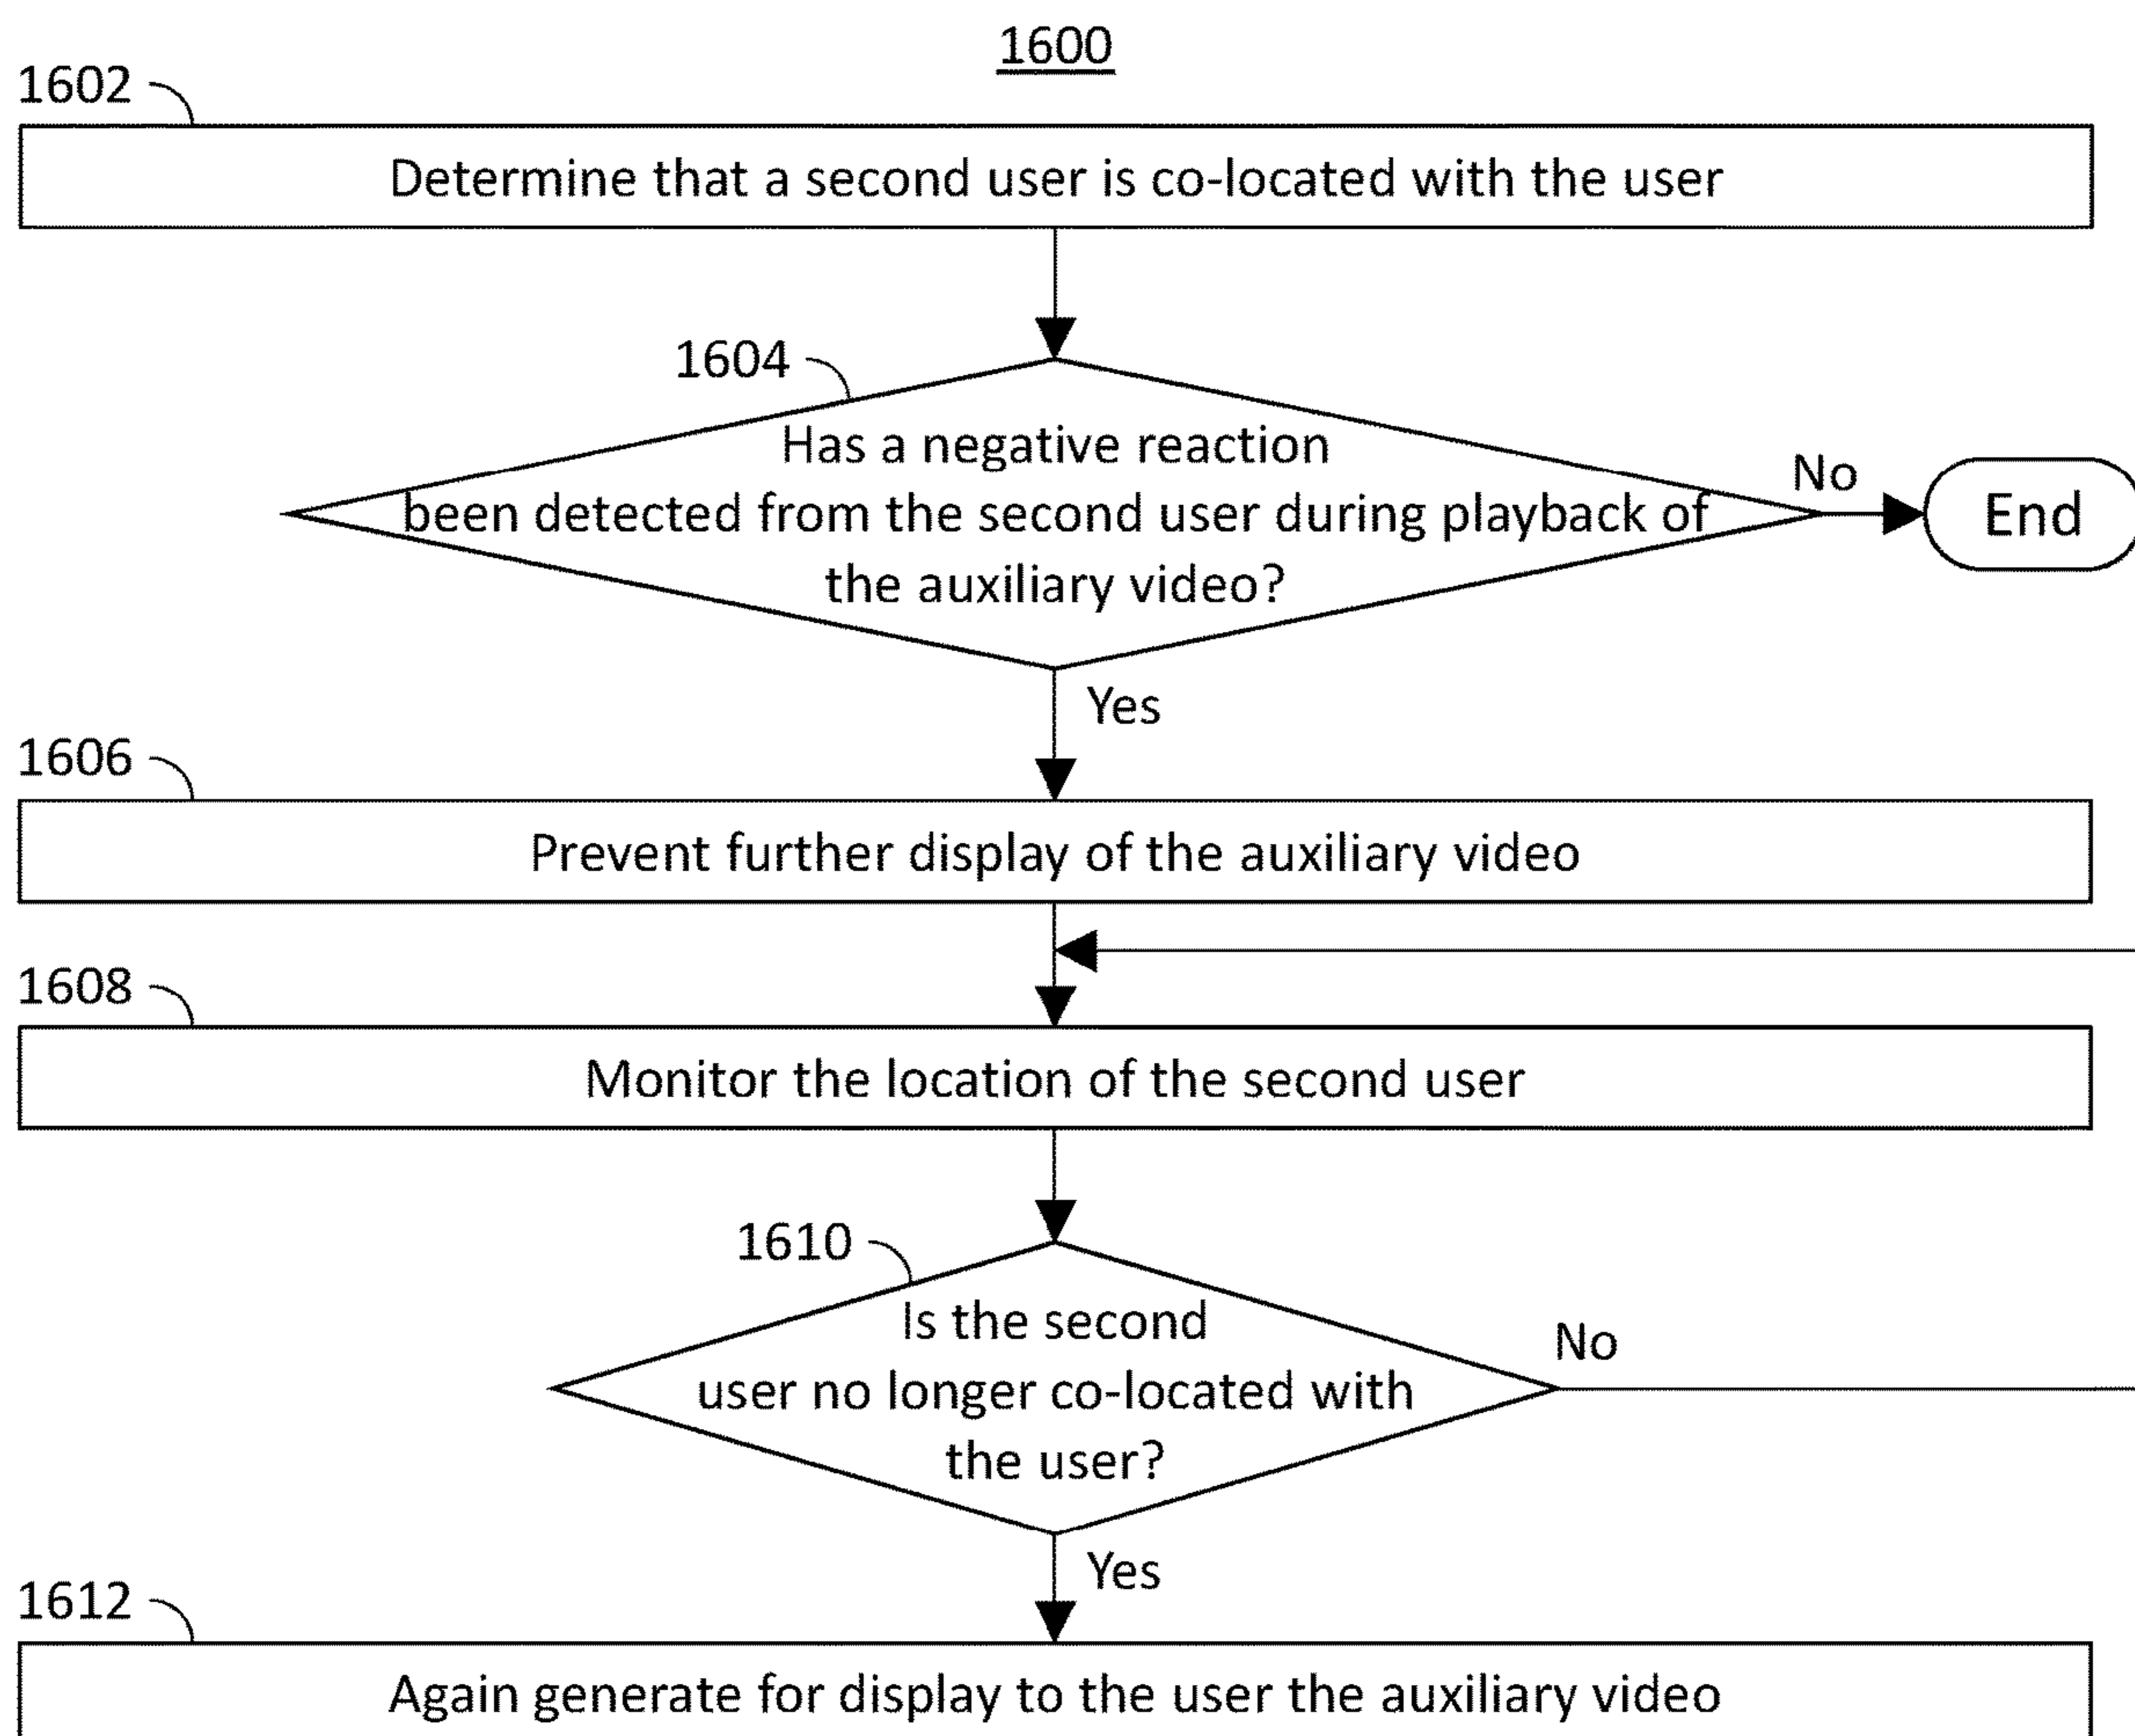 1600
1602
Determine that a second user is co-located with the user
1604
Has a negative reaction
been detected from the second user during playback of
the auxiliary video?
No
End
Yes
1606
Prevent further display of the auxiliary video
1608
Monitor the location of the second user
1610
Is the second
user no longer co-located with
the user?
No
Yes
1612
Again generate for display to the user the auxiliary video